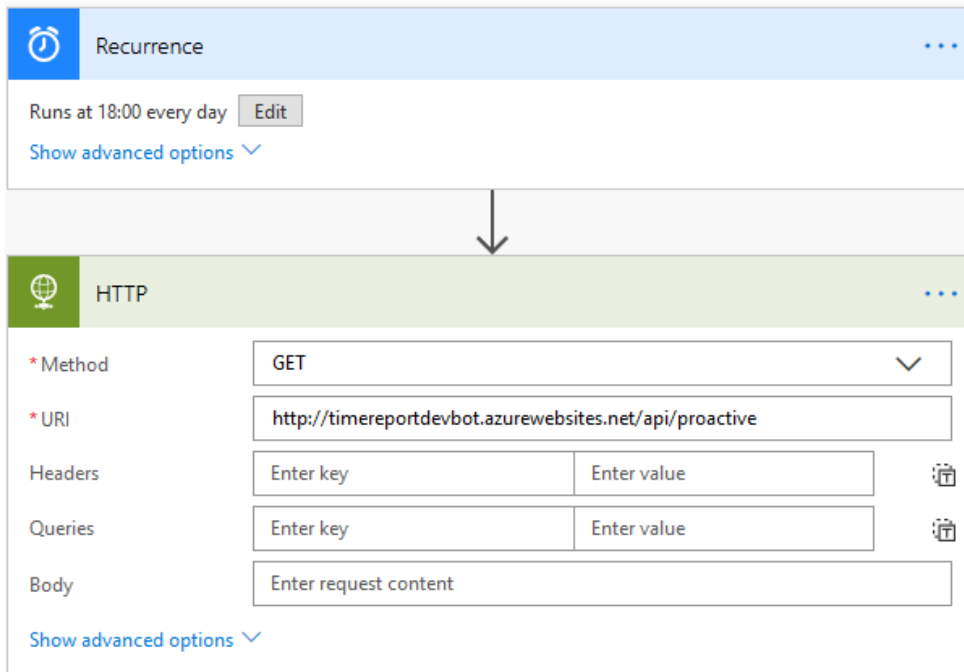 Recurrence
Runs at 18:00 every day Edit
Show advanced options
HTTP
* Method GET
* URI http://timereportdevbot.azurewebsites.net/api/proactive
Headers Enter key Enter value
Queries Enter key Enter value
Body Enter request content
Show advanced options